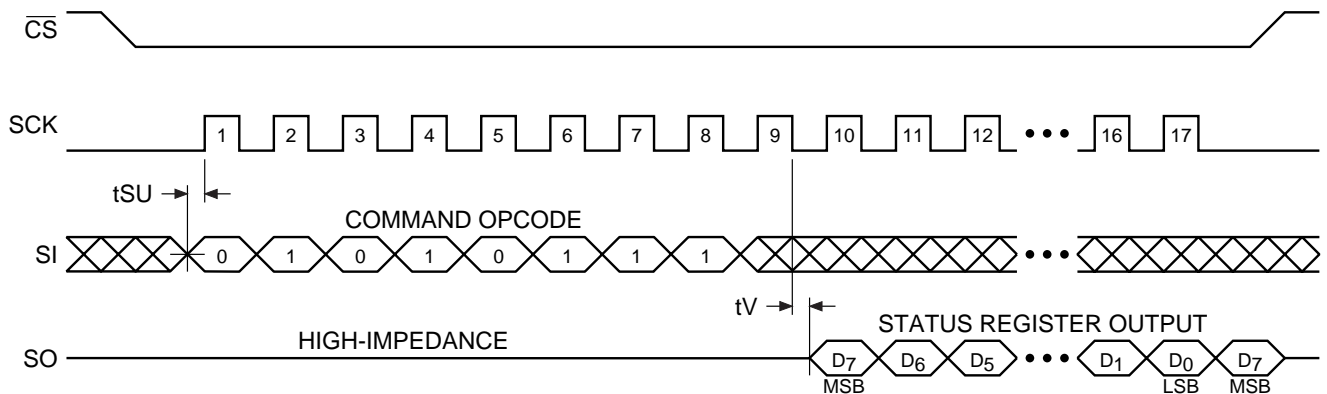 CS
SCK
1 2 3 4 5 6 7 8 9 10 11 12 ••• 16 17
tSU
COMMAND OPCODE
SI
0 1 0 1 0 1 1 1 •••
tV
STATUS REGISTER OUTPUT
HIGH-IMPEDANCE
SO
D7 D6 D5 ••• D1 D0 D7
MSB LSB MSB